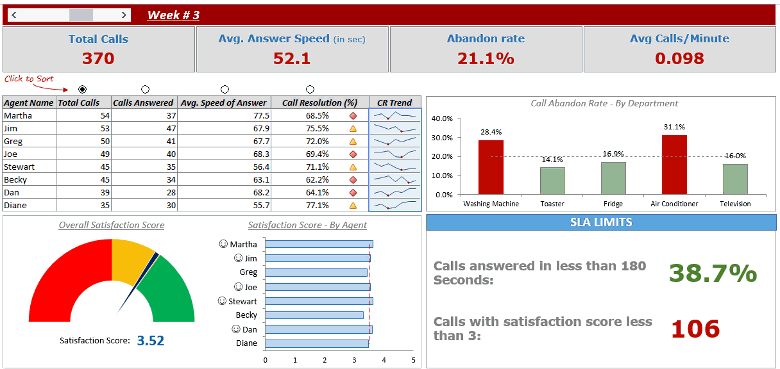 Week # 3
Total Calls
370
Avg. Answer Speed (in sec)
52.1
Abandon rate
21.1%
Avg Calls/Minute
0.098
Click to Sort
Agent Name Total Calls Calls Answered Avg. Speed of Answer Call Resolution (%) CR Trend
Martha 54 37 77.5 68.5%
Jim 53 47 67.9 75.5%
Greg 50 41 67.7 72.0%
Joe 49 40 68.3 69.4%
Stewart 45 35 56.4 71.1%
Becky 45 34 63.1 62.2%
Dan 39 28 68.2 64.1%
Diane 35 30 55.7 77.1%
Call Abandon Rate - By Department
40.0%
30.0%
20.0%
10.0%
0.0%
28.4%
14.1%
16.9%
31.1%
16.0%
Washing Machine Toaster Fridge Air Conditioner Television
Overall Satisfaction Score
Satisfaction Score: 3.52
Satisfaction Score - By Agent
Martha
Jim
Greg
Joe
Stewart
Becky
Dan
Diane
0 1 2 3 4 5
SLA LIMITS
Calls answered in less than 180
Seconds:
38.7%
Calls with satisfaction score less
than 3:
106